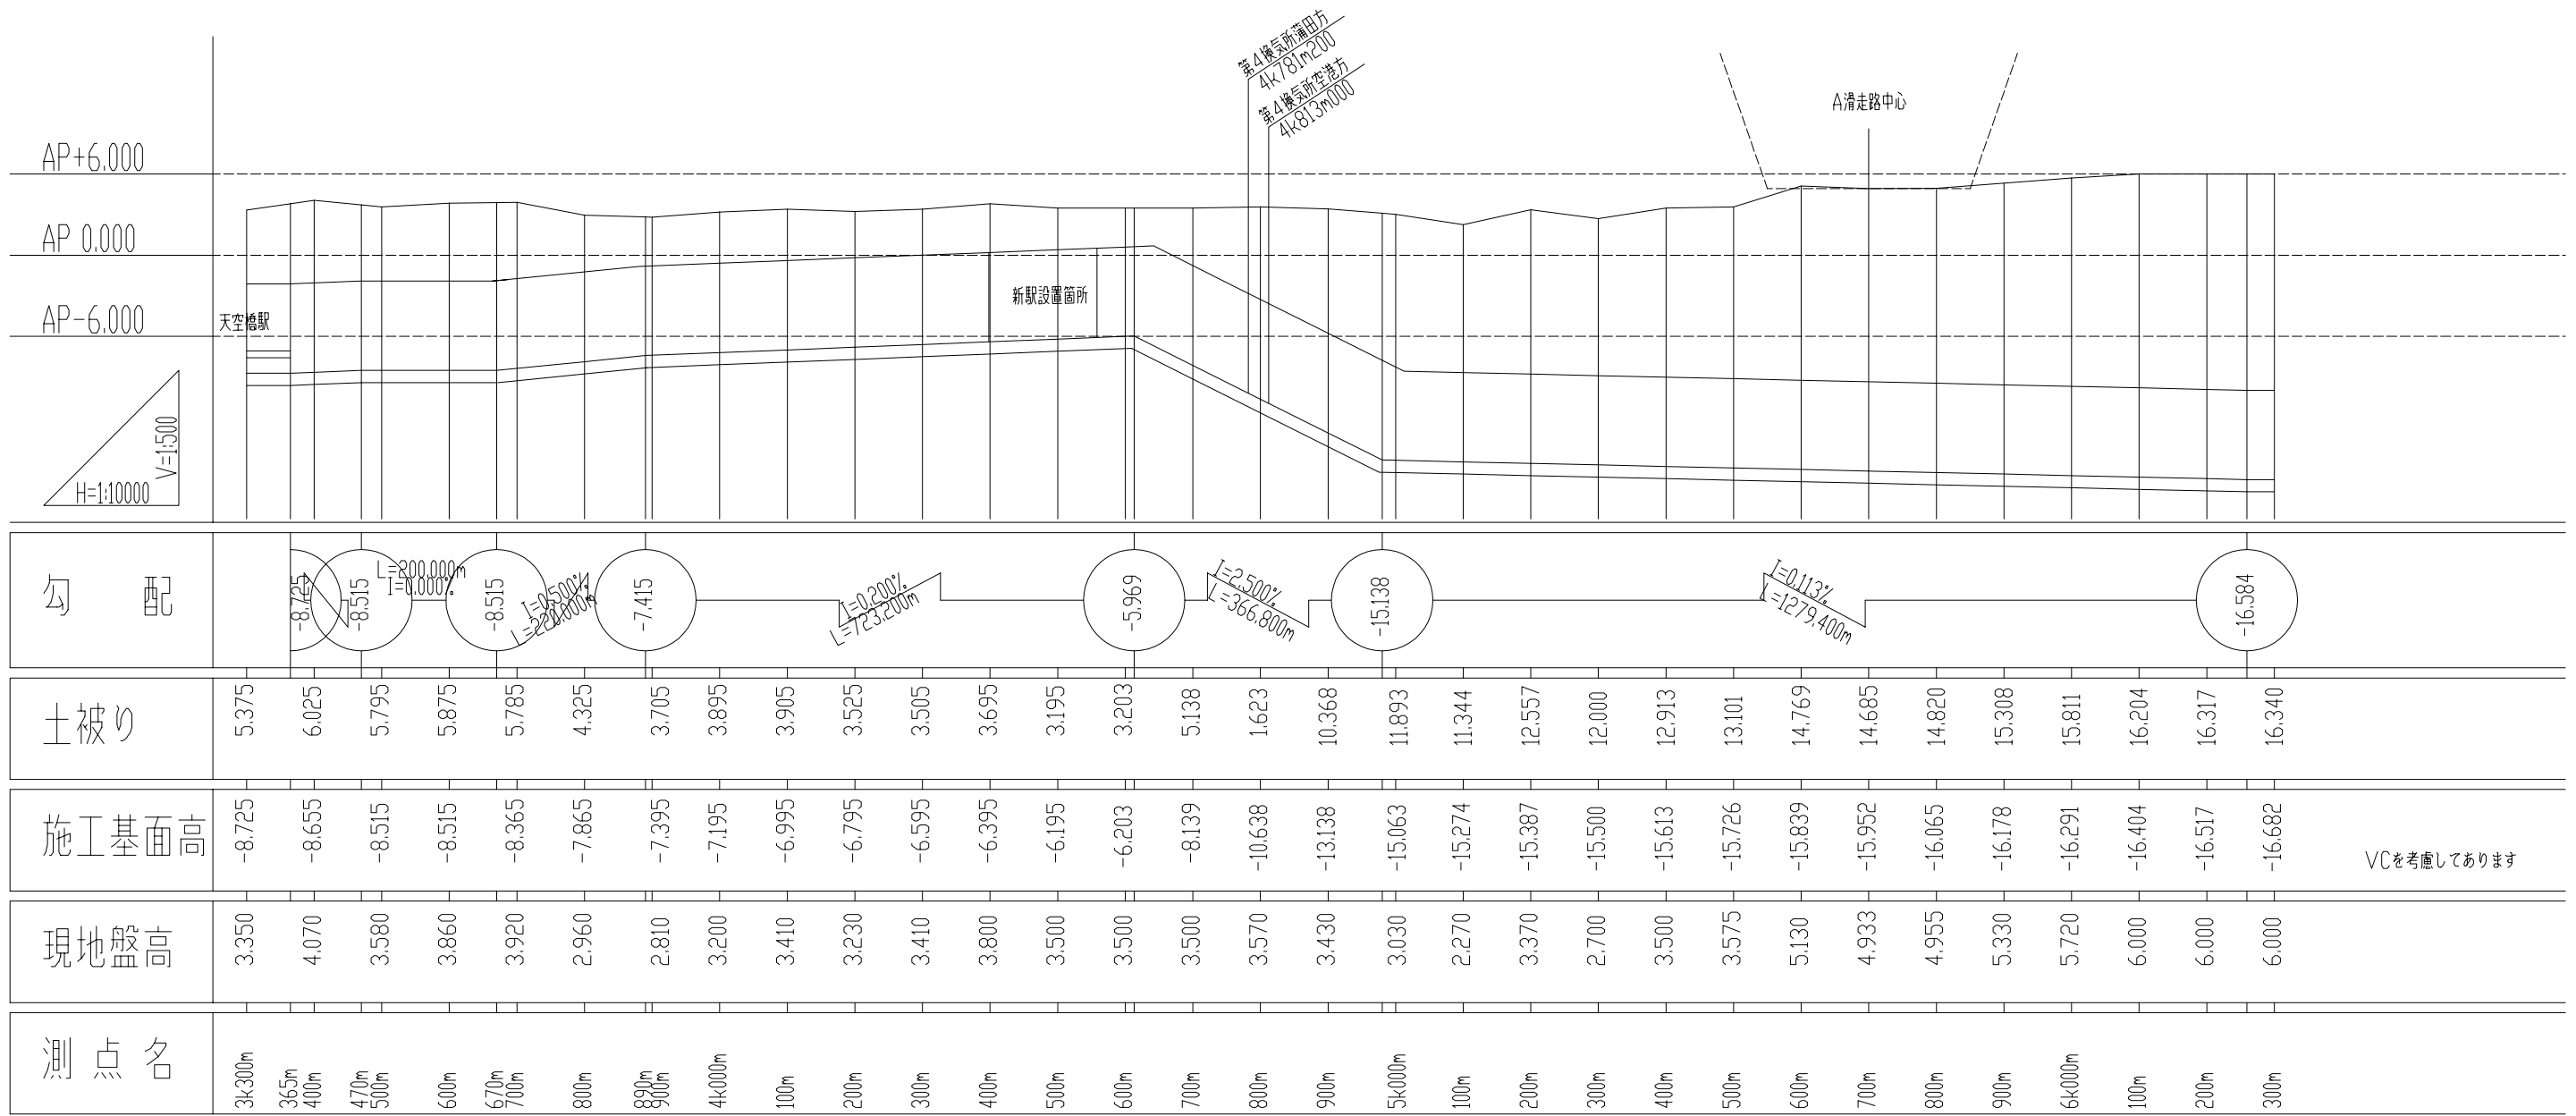 第4換気所蒲田方
4k781m200
第4換気所空港方
4k813m000
A滑走路中心
AP+6.000
AP 0.000
AP-6.000
天空橋駅
新駅設置箇所
V=1:500
H=1:10000
勾 配
-8.725
-8.515
L=200.000m
I=0.000%
-8.515
I=0.500%
L=220.000m
-7.415
I=0.200%
L=723.200m
-5.969
I=2.500%
L=366.800m
-15.138
I=0.113%
L=1279.400m
-16.584
土被り 5.375 6.025 5.795 5.875 5.785 4.325 3.705 3.895 3.905 3.525 3.505 3.695 3.195 3.203 5.138 1.623 10.368 11.893 11.344 12.557 12.000 12.913 13.101 14.769 14.685 14.820 15.308 15.811 16.204 16.317 16.340
施工基面高 -8.725 -8.655 -8.515 -8.515 -8.365 -7.865 -7.395 -7.195 -6.995 -6.795 -6.595 -6.395 -6.195 -6.203 -8.139 -10.638 -13.138 -15.063 -15.274 -15.387 -15.500 -15.613 -15.726 -15.839 -15.952 -16.065 -16.178 -16.291 -16.404 -16.517 -16.682
VCを考慮してあります
現地盤高 3.350 4.070 3.580 3.860 3.920 2.960 2.810 3.200 3.410 3.230 3.410 3.800 3.500 3.500 3.500 3.570 3.430 3.030 2.270 3.370 2.700 3.500 3.575 5.130 4.933 4.955 5.330 5.720 6.000 6.000 6.000
測点名 3k300m 365m 400m 470m 500m 600m 670m 700m 800m 890m 900m 4k000m 100m 200m 300m 400m 500m 600m 700m 800m 900m 5k000m 100m 200m 300m 400m 500m 600m 700m 800m 900m 6k000m 100m 200m 300m